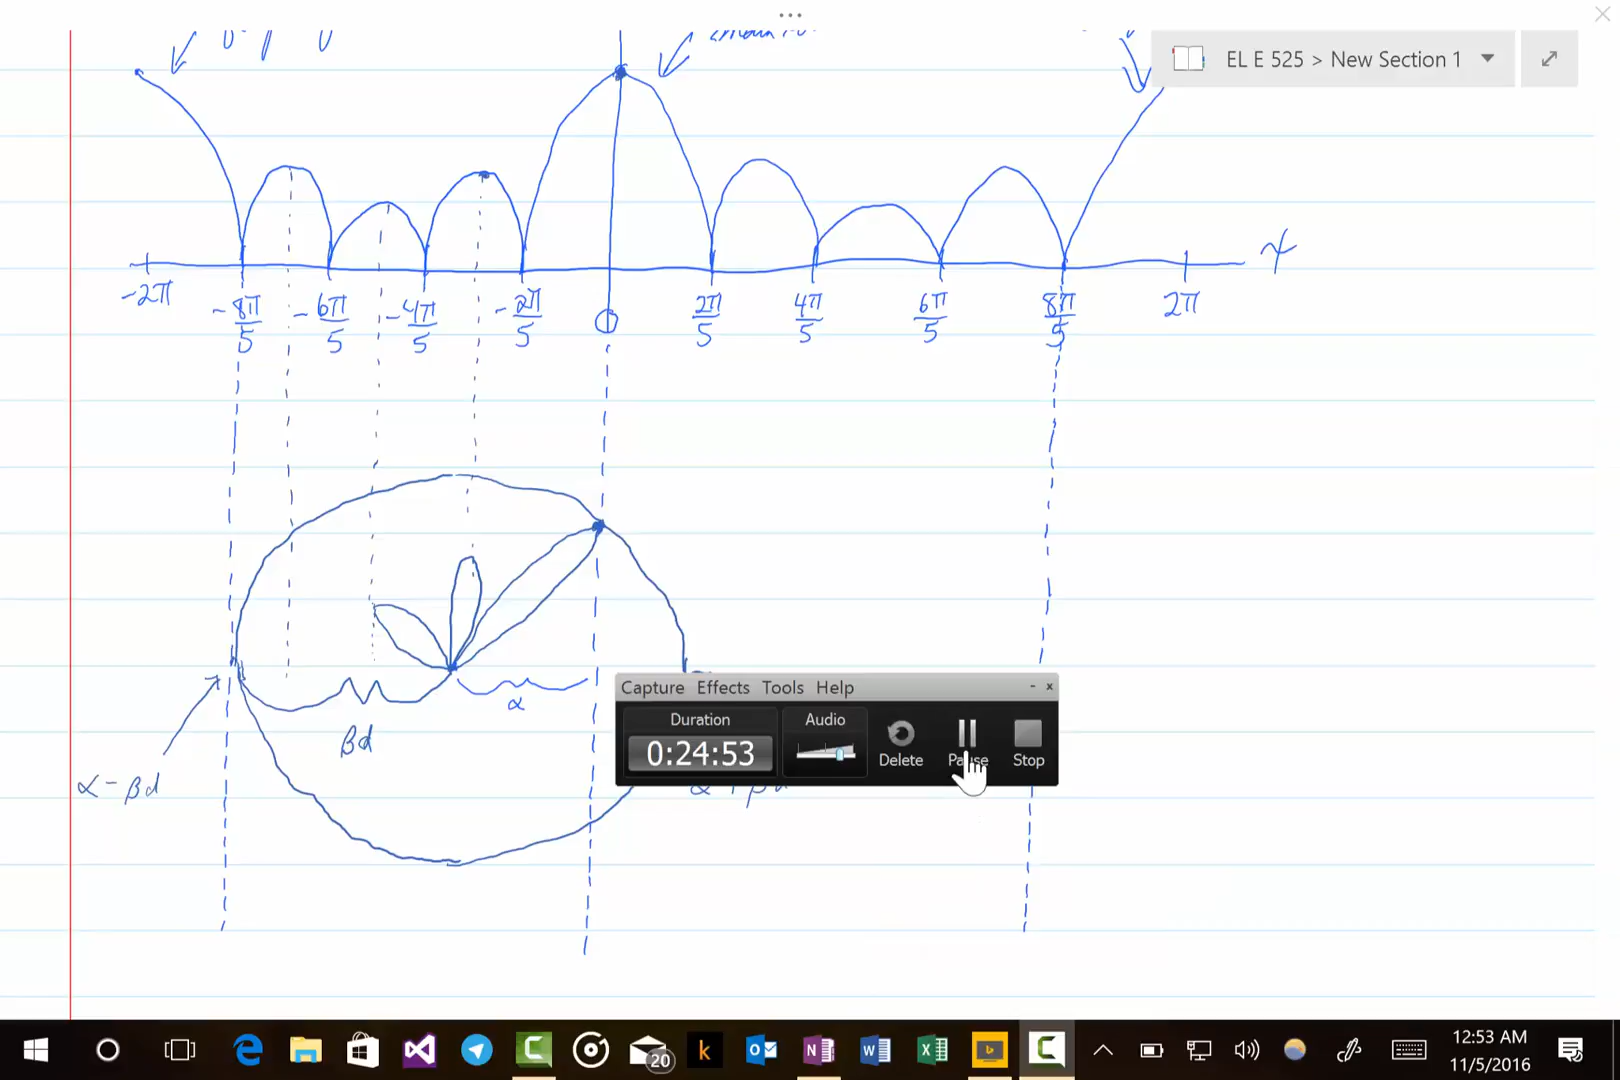 EL E 525 > New Section 1
ψ
-2π
-8π/5
-6π/5
-4π/5
-2π/5
0
2π/5
4π/5
6π/5
8π/5
2π
α
βd
α - βd
Capture Effects Tools Help
Duration
0:24:53
Audio
Delete
Pause
Stop
20
12:53 AM
11/5/2016